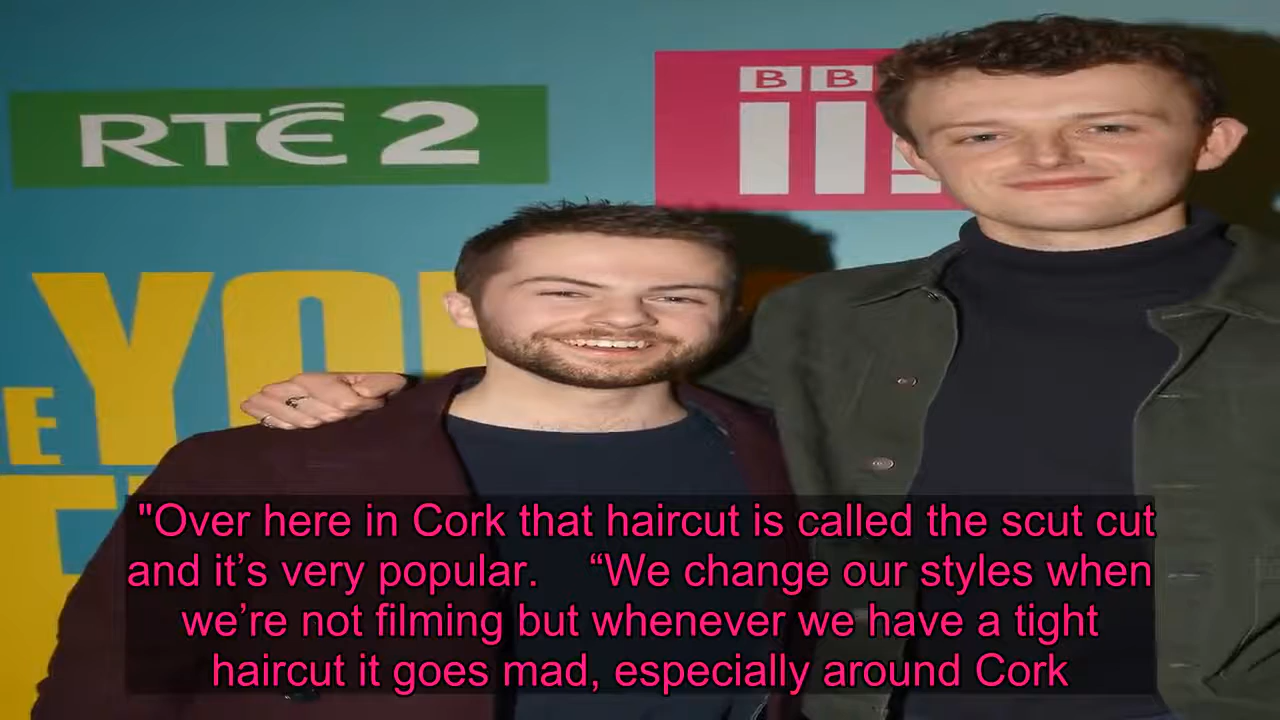 RTÉ 2
BB
YO
E
"Over here in Cork that haircut is called the scut cut
and it’s very popular. “We change our styles when
we’re not filming but whenever we have a tight
haircut it goes mad, especially around Cork